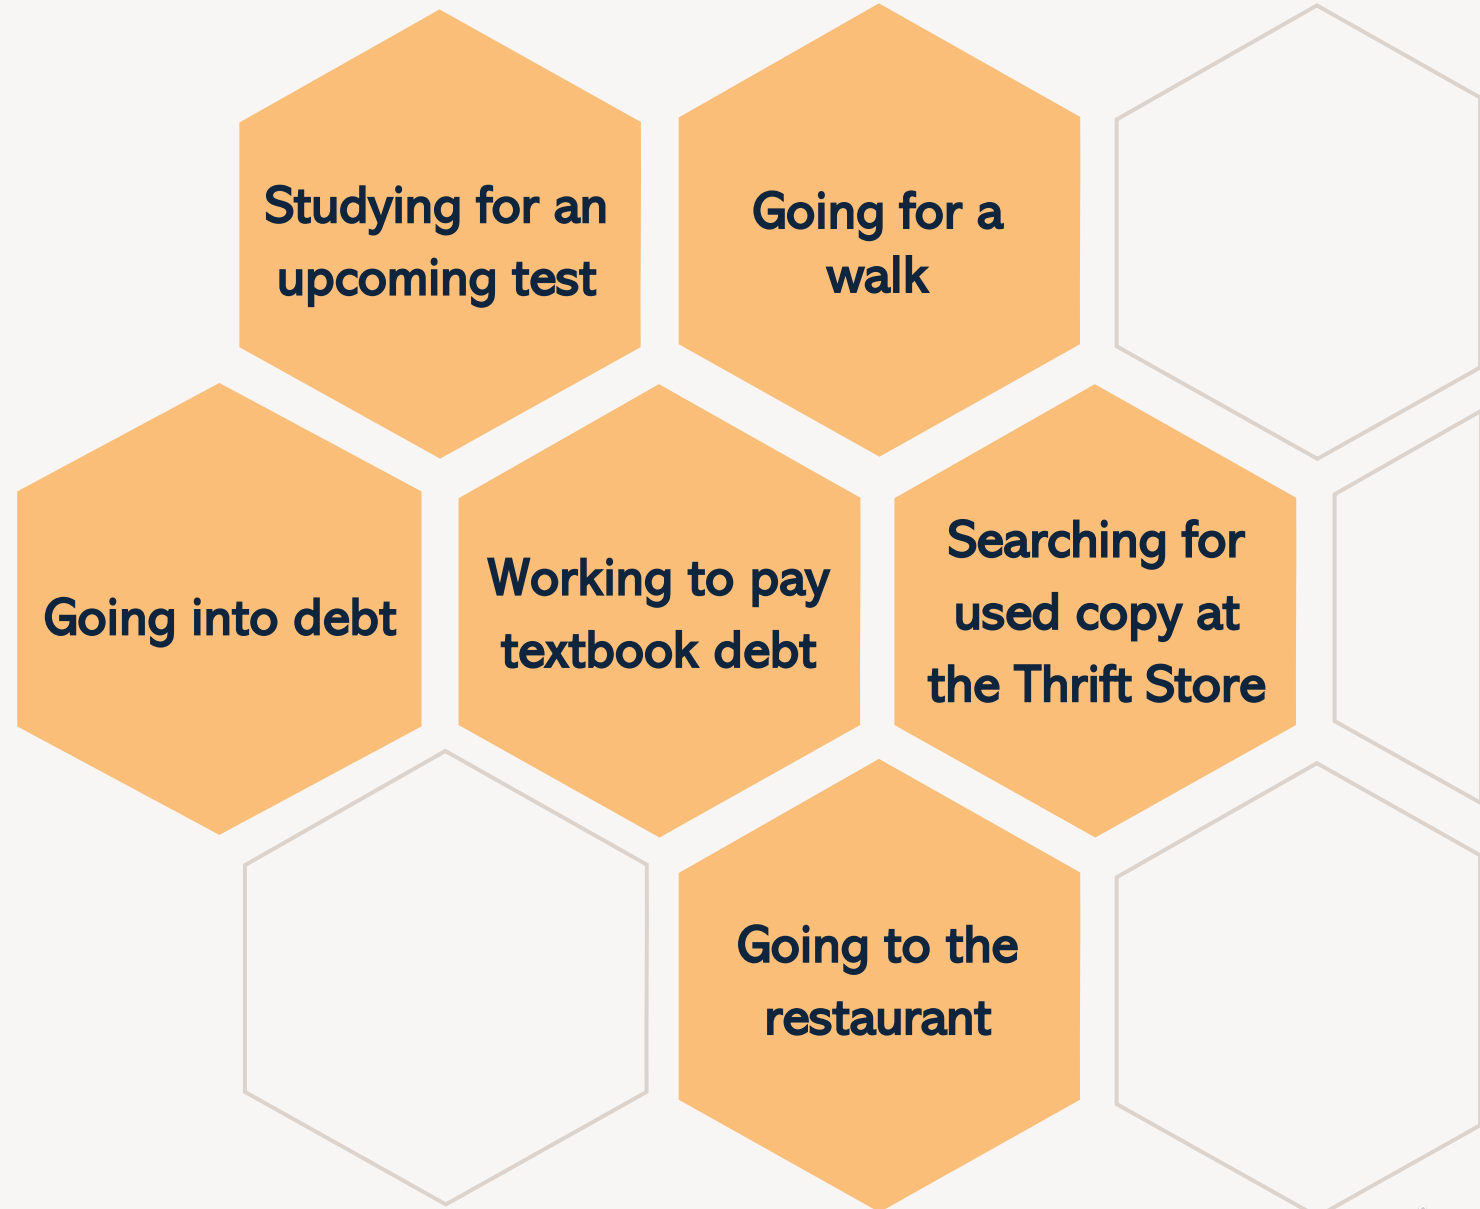 Studying for an
upcoming test
Going for a
walk
Going into debt
Working to pay
textbook debt
Searching for
used copy at
the Thrift Store
Going to the
restaurant